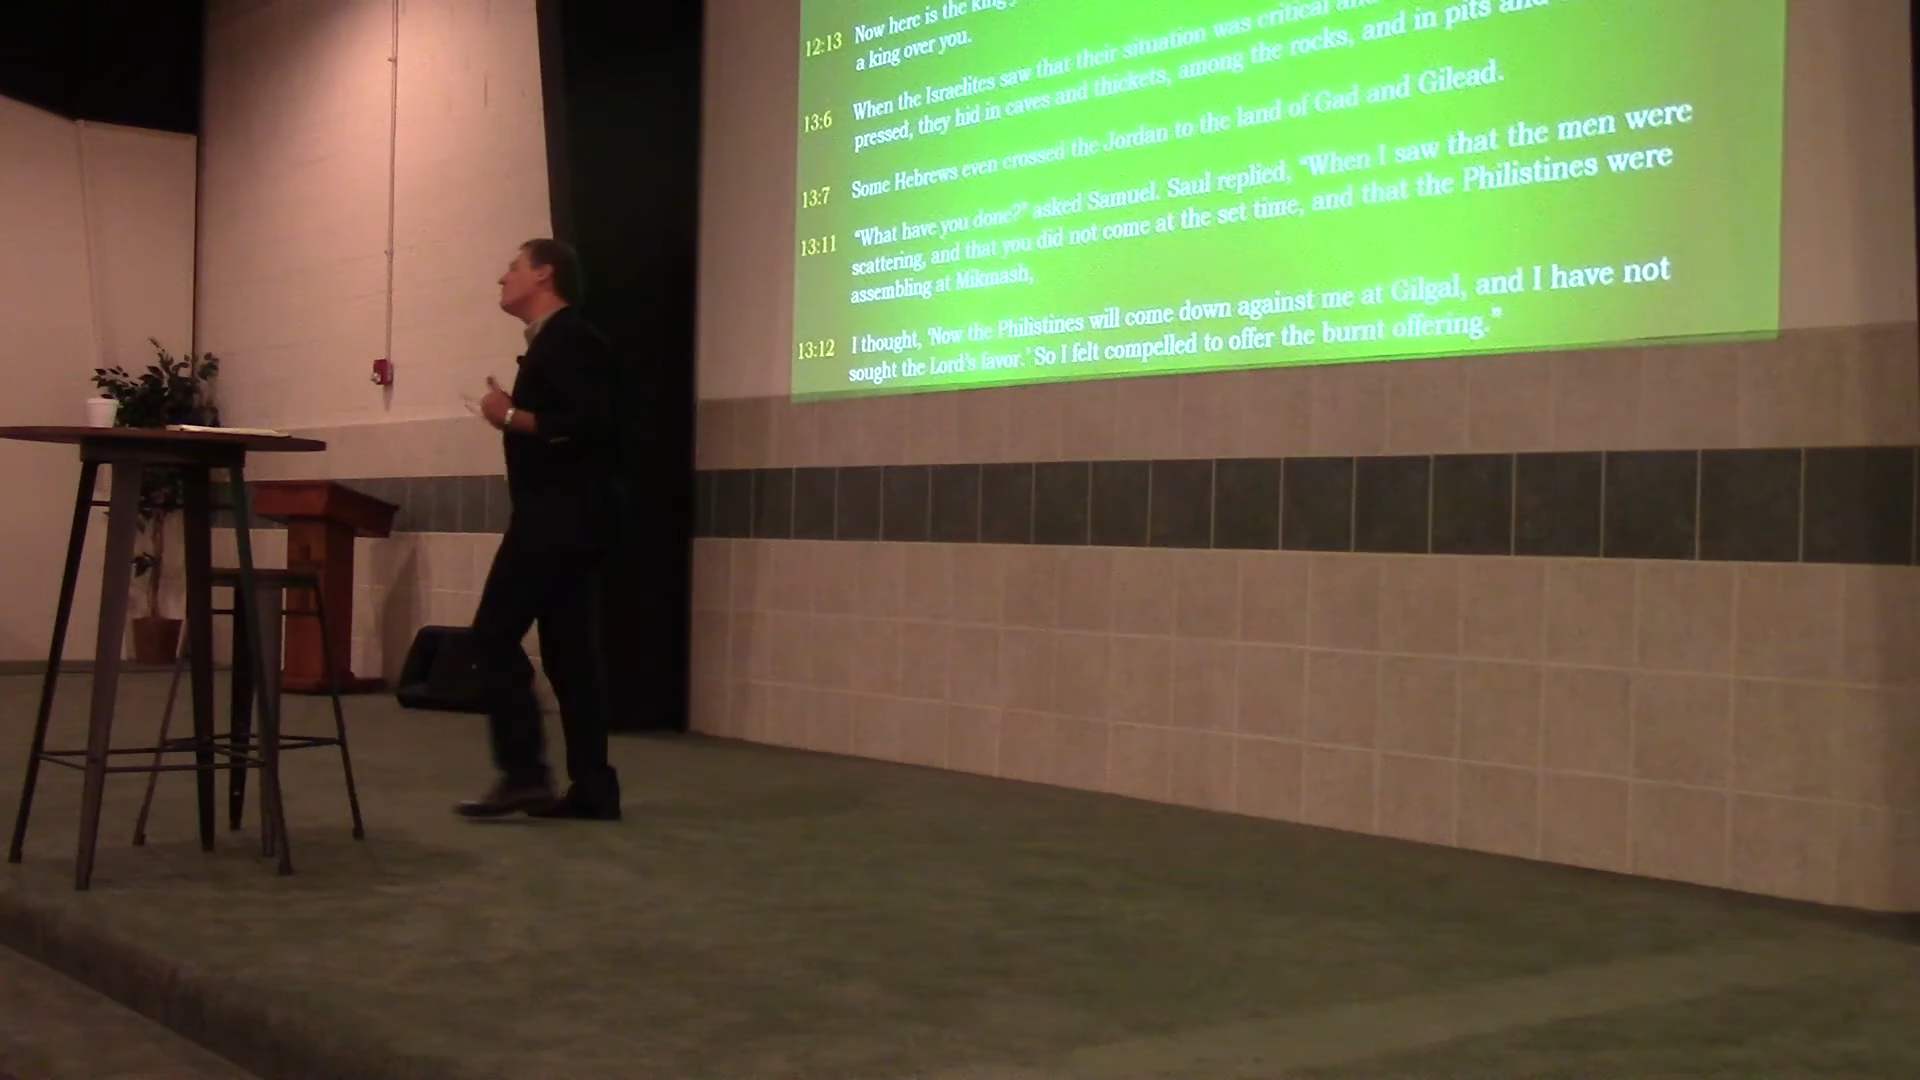 12:13 Now here is the king
a king over you.
13:6 When the Israelites saw that their situation was critical and
pressed, they hid in caves and thickets, among the rocks, and in pits and
13:7 Some Hebrews even crossed the Jordan to the land of Gad and Gilead.
13:11 “What have you done?” asked Samuel. Saul replied, “When I saw that the men were
scattering, and that you did not come at the set time, and that the Philistines were
assembling at Mikmash,
13:12 I thought, ‘Now the Philistines will come down against me at Gilgal, and I have not
sought the Lord’s favor.’ So I felt compelled to offer the burnt offering.”